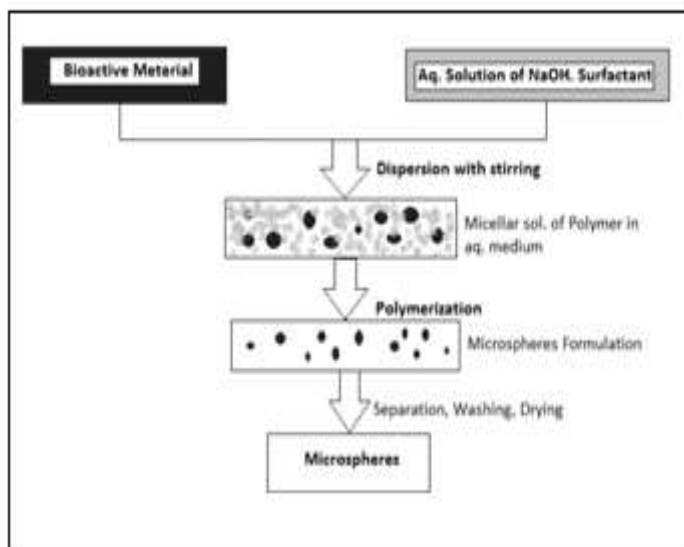 Bioactive Meterial
Aq. Solution of NaOH. Surfactant
Dispersion with stirring
Micellar sol. of Polymer in
aq. medium
Polymerization
Microspheres Formulation
Separation, Washing, Drying
Microspheres